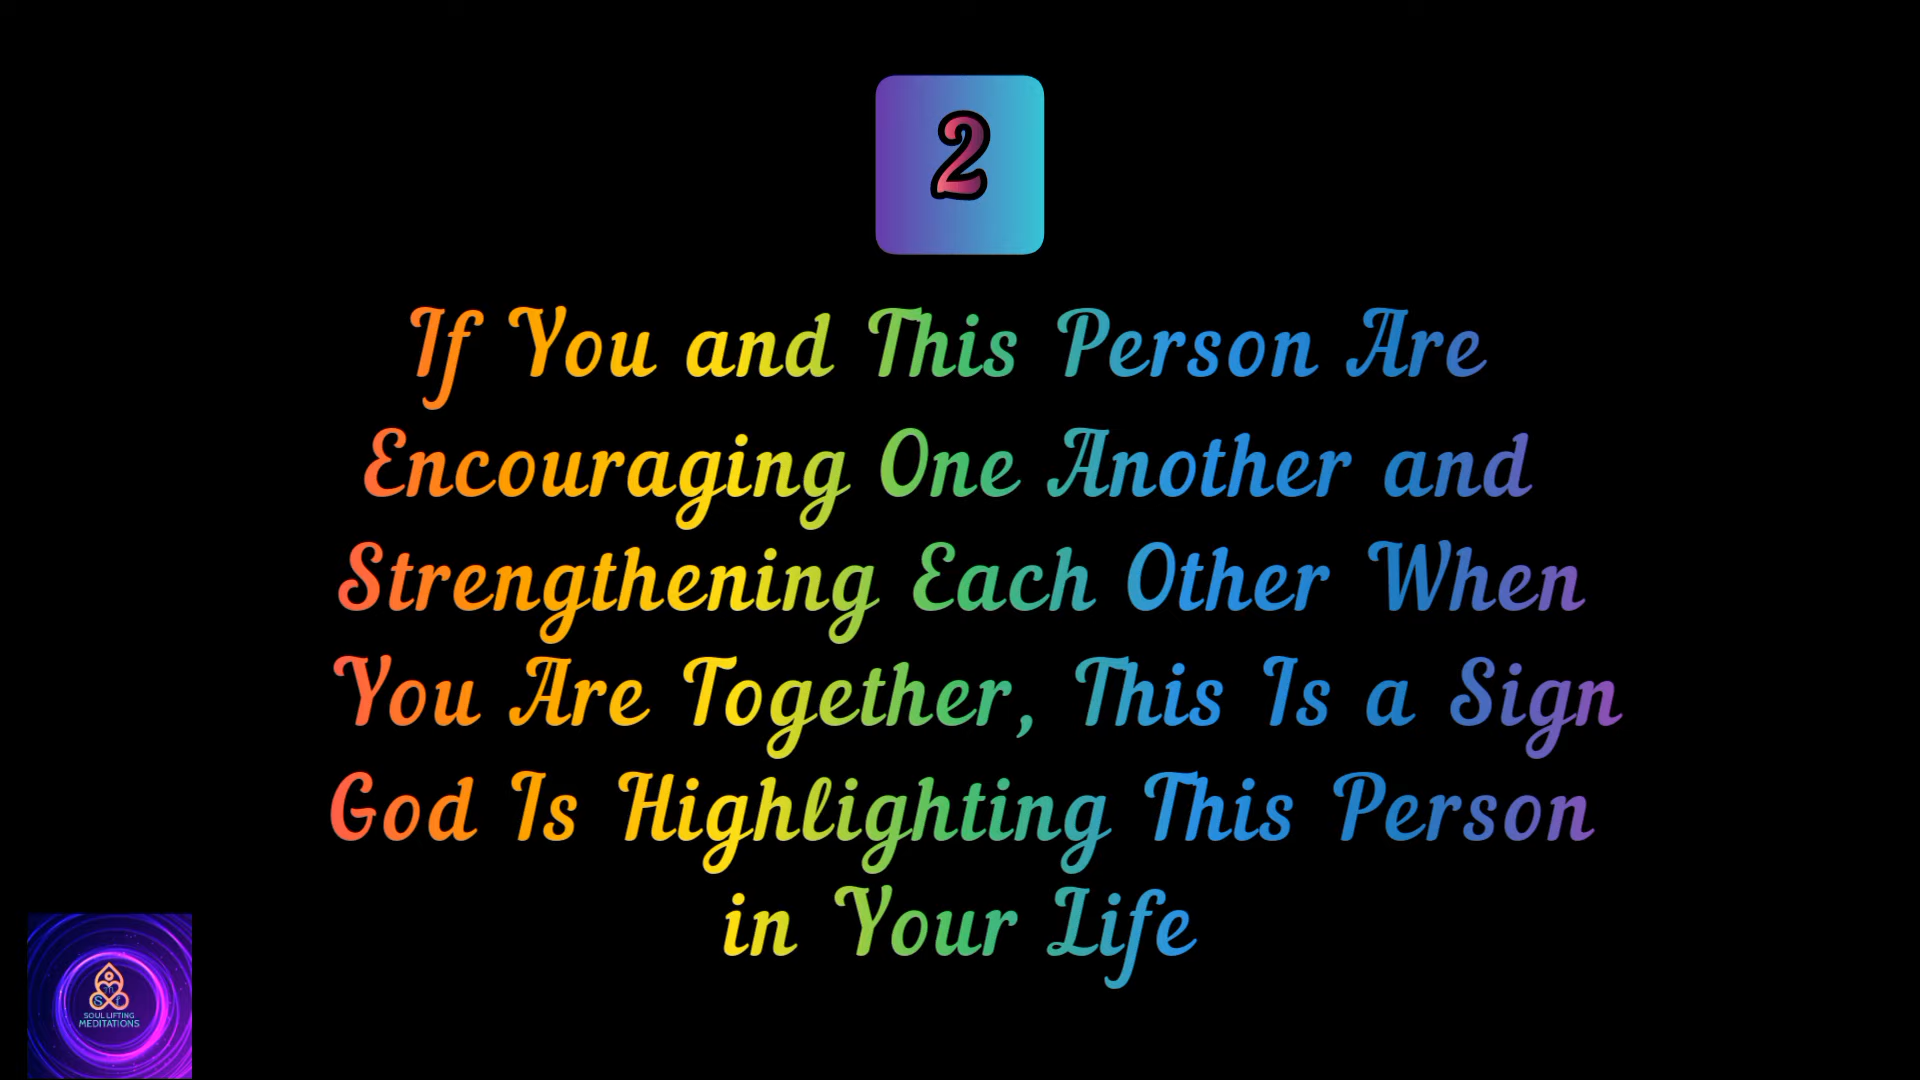 2
If You and This Person Are
Encouraging One Another and
Strengthening Each Other When
You Are Together, This Is a Sign
God Is Highlighting This Person
in Your Life
SOUL LIFTING
MEDITATIONS